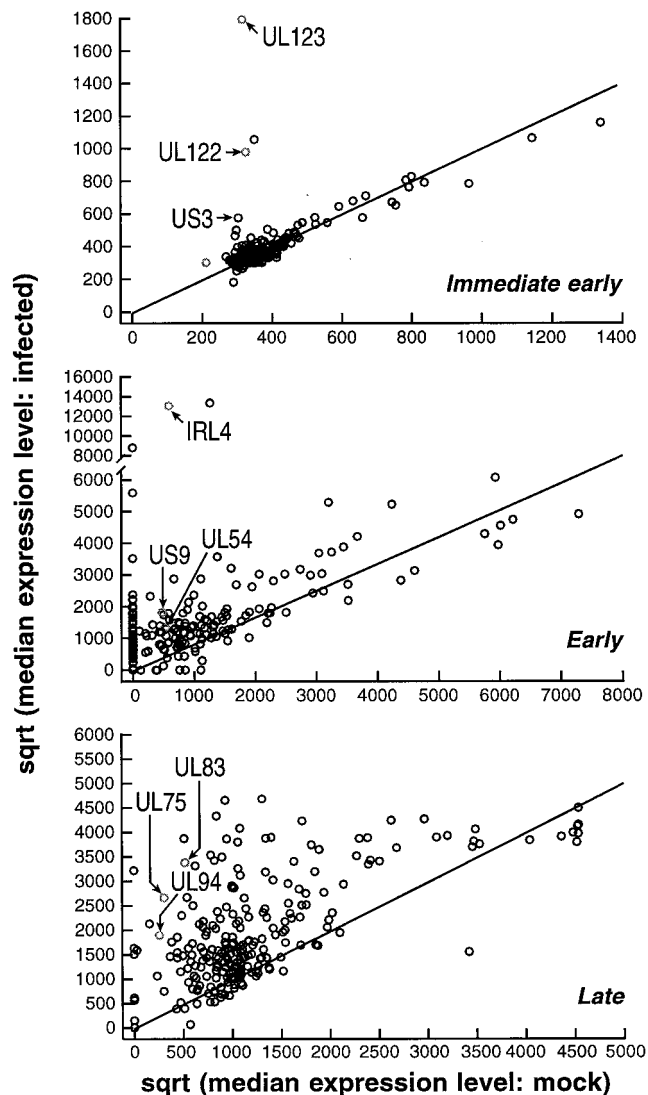 sqrt (median expression level: infected)
1800
1600
1400
1200
1000
800
600
400
200
0
UL123
UL122
US3
Immediate early
0 200 400 600 800 1000 1200 1400
16000
14000
12000
10000
8000
6000
4000
3000
2000
1000
0
IRL4
UL54
US9
Early
0 1000 2000 3000 4000 5000 6000 7000 8000
6000
5500
5000
4500
4000
3500
3000
2500
2000
1500
1000
500
0
UL83
UL75
UL94
Late
0 500 1000 1500 2000 2500 3000 3500 4000 4500 5000
sqrt (median expression level: mock)